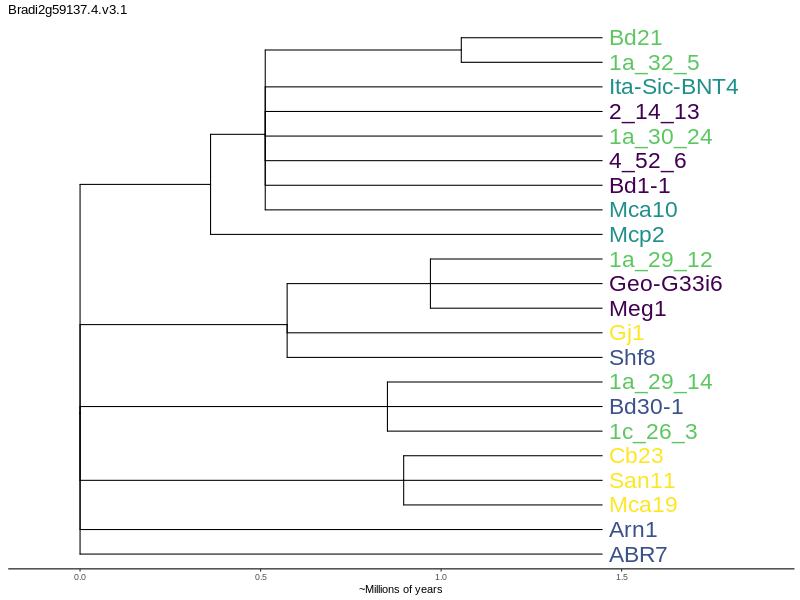 Bradi2g59137.4.v3.1
Bd21
1a_32_5
Ita-Sic-BNT4
2_14_13
1a_30_24
4_52_6
Bd1-1
Mca10
Mcp2
1a_29_12
Geo-G33i6
Meg1
Gj1
Shf8
1a_29_14
Bd30-1
1c_26_3
Cb23
San11
Mca19
Arn1
ABR7
0.0 0.5 1.0 1.5
~Millions of years